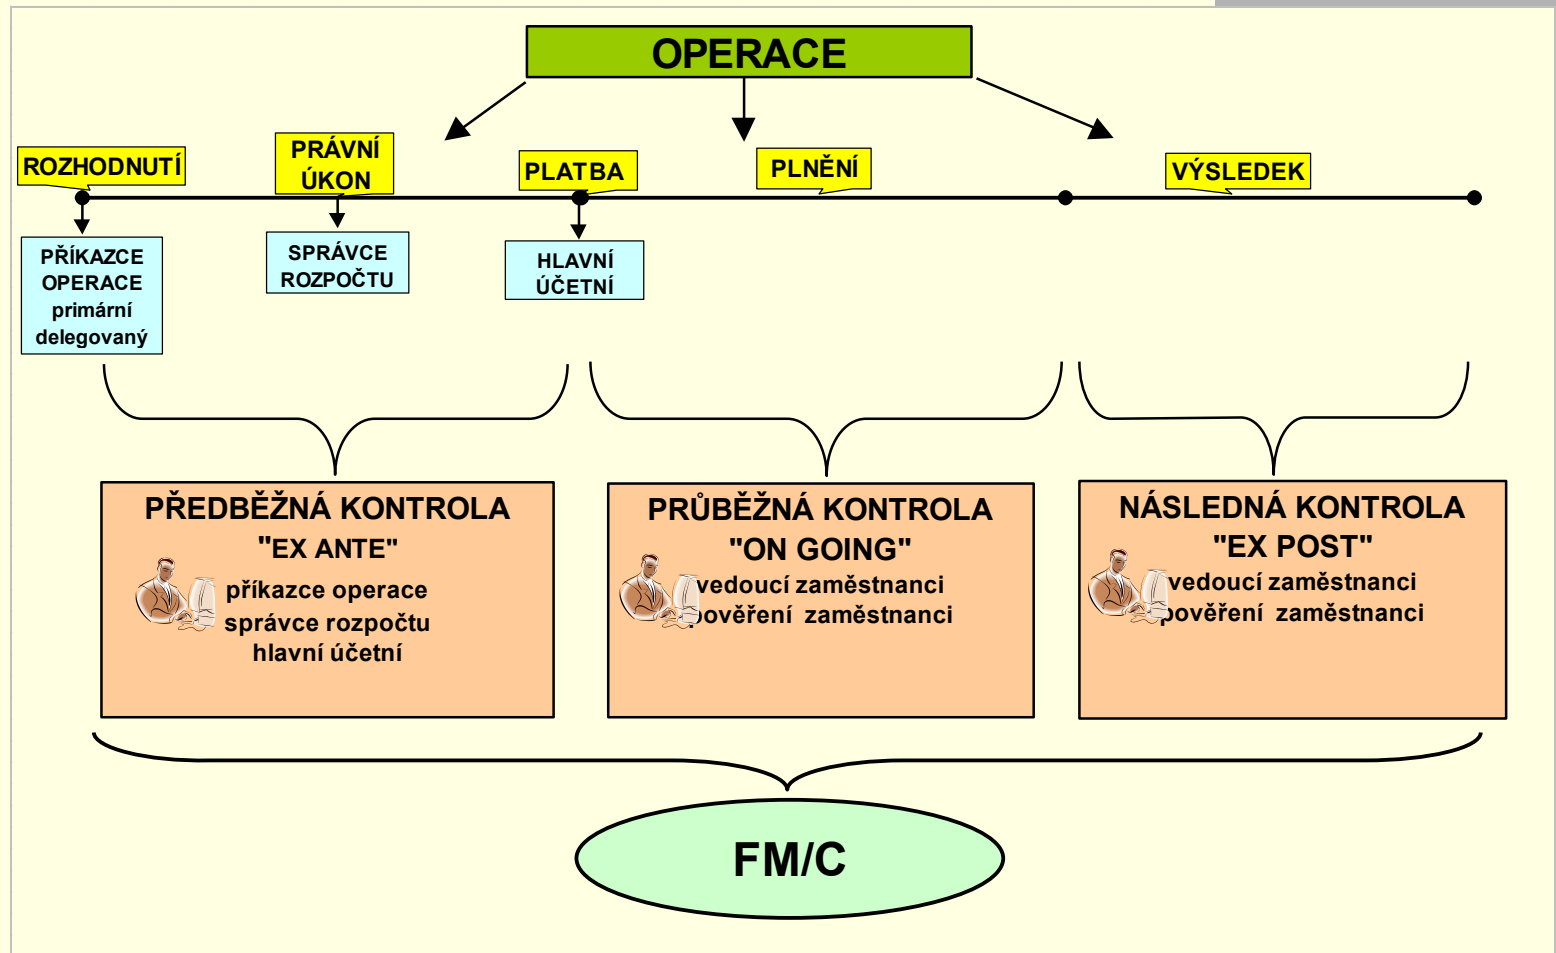 OPERACE
ROZHODNUTÍ
PRÁVNÍ
ÚKON
PLATBA
PLNĚNÍ
VÝSLEDEK
PŘÍKAZCE
OPERACE
primární
delegovaný
SPRÁVCE
ROZPOČTU
HLAVNÍ
ÚČETNÍ
PŘEDBĚŽNÁ KONTROLA
"EX ANTE"
příkazce operace
správce rozpočtu
hlavní účetní
PRŮBĚŽNÁ KONTROLA
"ON GOING"
vedoucí zaměstnanci
pověření zaměstnanci
NÁSLEDNÁ KONTROLA
"EX POST"
vedoucí zaměstnanci
pověření zaměstnanci
FM/C